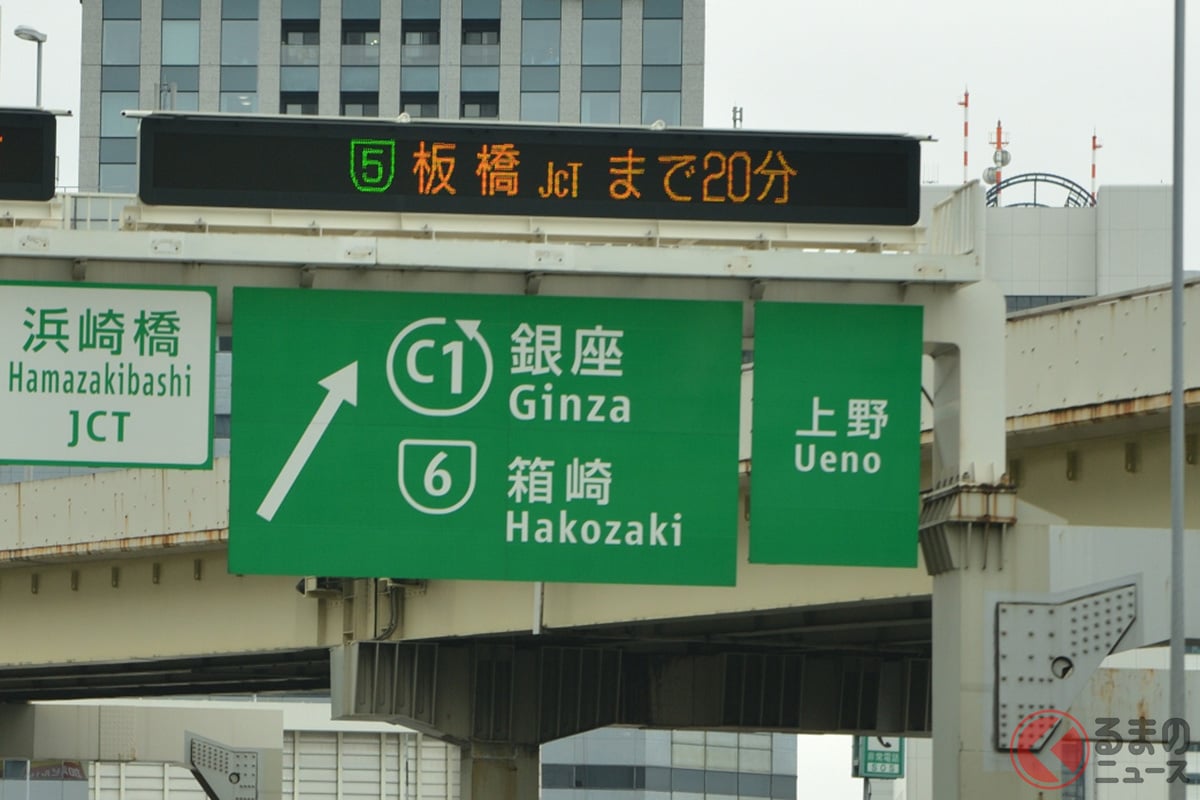 5 板橋 JCT まで20分
浜崎橋
Hamazakibashi
JCT
C1 銀座
Ginza
6 箱崎
Hakozaki
上野
Ueno
SOS
くるまの
ニュース